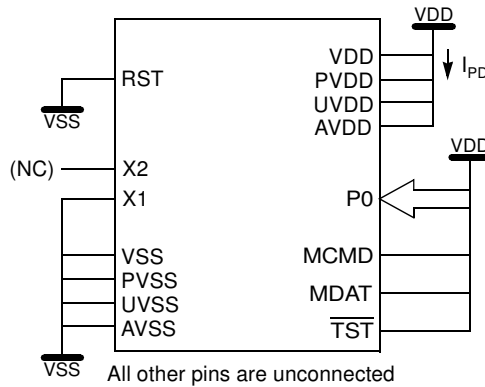 VDD
VDD
I_PD
PVDD
UVDD
AVDD
RST
VSS
VDD
(NC)
X2
X1
P0
VSS
PVSS
UVSS
AVSS
MCMD
MDAT
TST
VSS
All other pins are unconnected